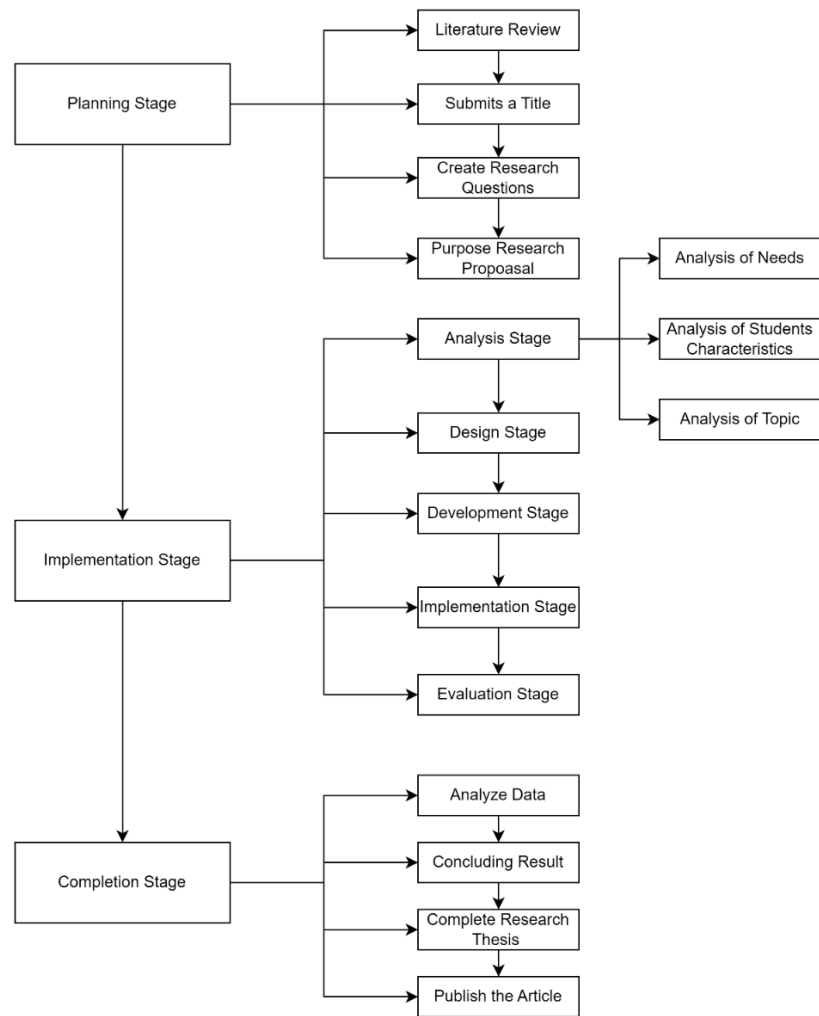 Planning Stage
Literature Review
Submits a Title
Create Research
Questions
Purpose Research
Propoasal
Implementation Stage
Analysis Stage
Analysis of Needs
Analysis of Students
Characteristics
Analysis of Topic
Design Stage
Development Stage
Implementation Stage
Evaluation Stage
Completion Stage
Analyze Data
Concluding Result
Complete Research
Thesis
Publish the Article